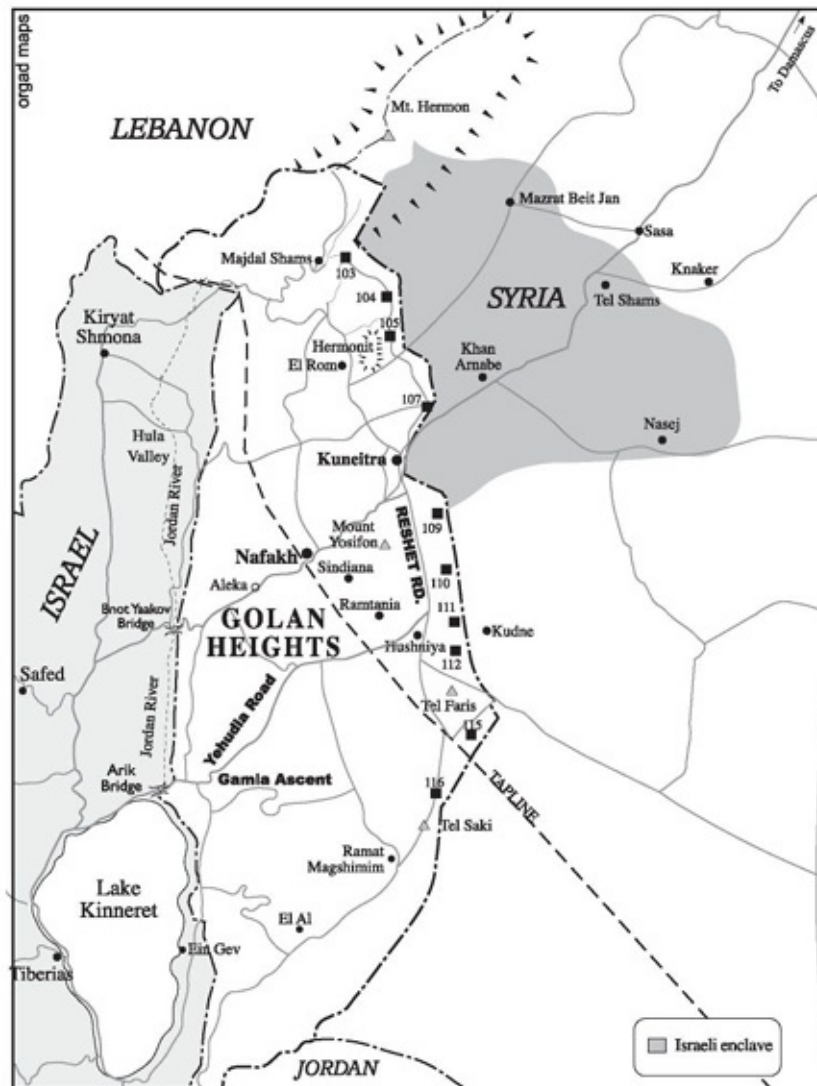 orgad maps
To Damascus
Mt. Hermon
LEBANON
Mazrat Beit Jan
Sasa
Majdal Shams
103
Knaker
SYRIA
Tel Shams
104
Kiryat
Shmona
105
Hermonit
El Rom
Khan
Arnabe
107
Hula
Valley
Nasej
Kuneitra
Jordan River
RESHET RD.
109
Mount
Yosifon
Nafakh
ISRAEL
Sindiana
110
Aleka
Ramtania
111
Bnot Yaakov
Bridge
GOLAN
HEIGHTS
Kudne
Hushniya
112
Safed
Tel Faris
Jordan River
Yehudia Road
115
Arik
Bridge
Gamla Ascent
116
TAPLINE
Tel Saki
Ramat
Magshimim
Lake
Kinneret
El Al
Ein Gev
Tiberias
Israeli enclave
JORDAN